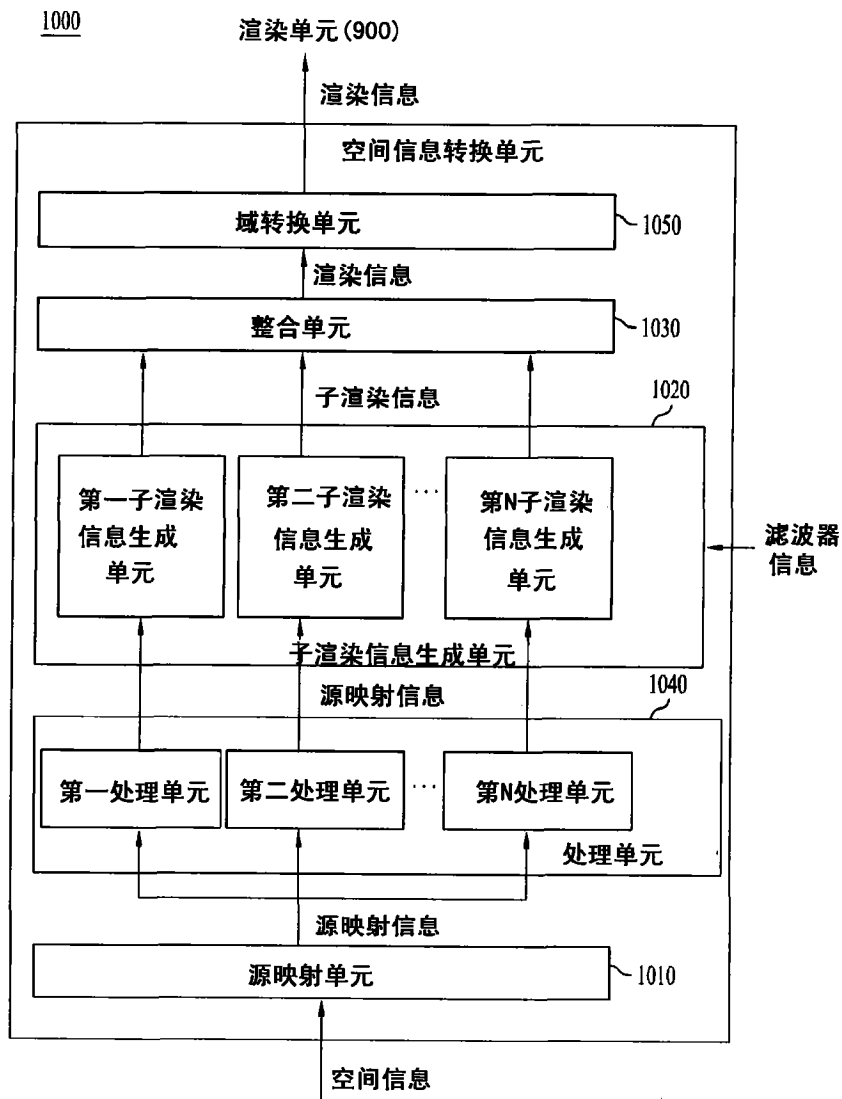 1000
渲染单元(900)
渲染信息
空间信息转换单元
域转换单元
1050
渲染信息
整合单元
1030
子渲染信息
1020
第一子渲染
信息生成
单元
第二子渲染
信息生成
单元
...
第N子渲染
信息生成
单元
滤波器
信息
子渲染信息生成单元
源映射信息
1040
第一处理单元
第二处理单元
...
第N处理单元
处理单元
源映射信息
源映射单元
1010
空间信息